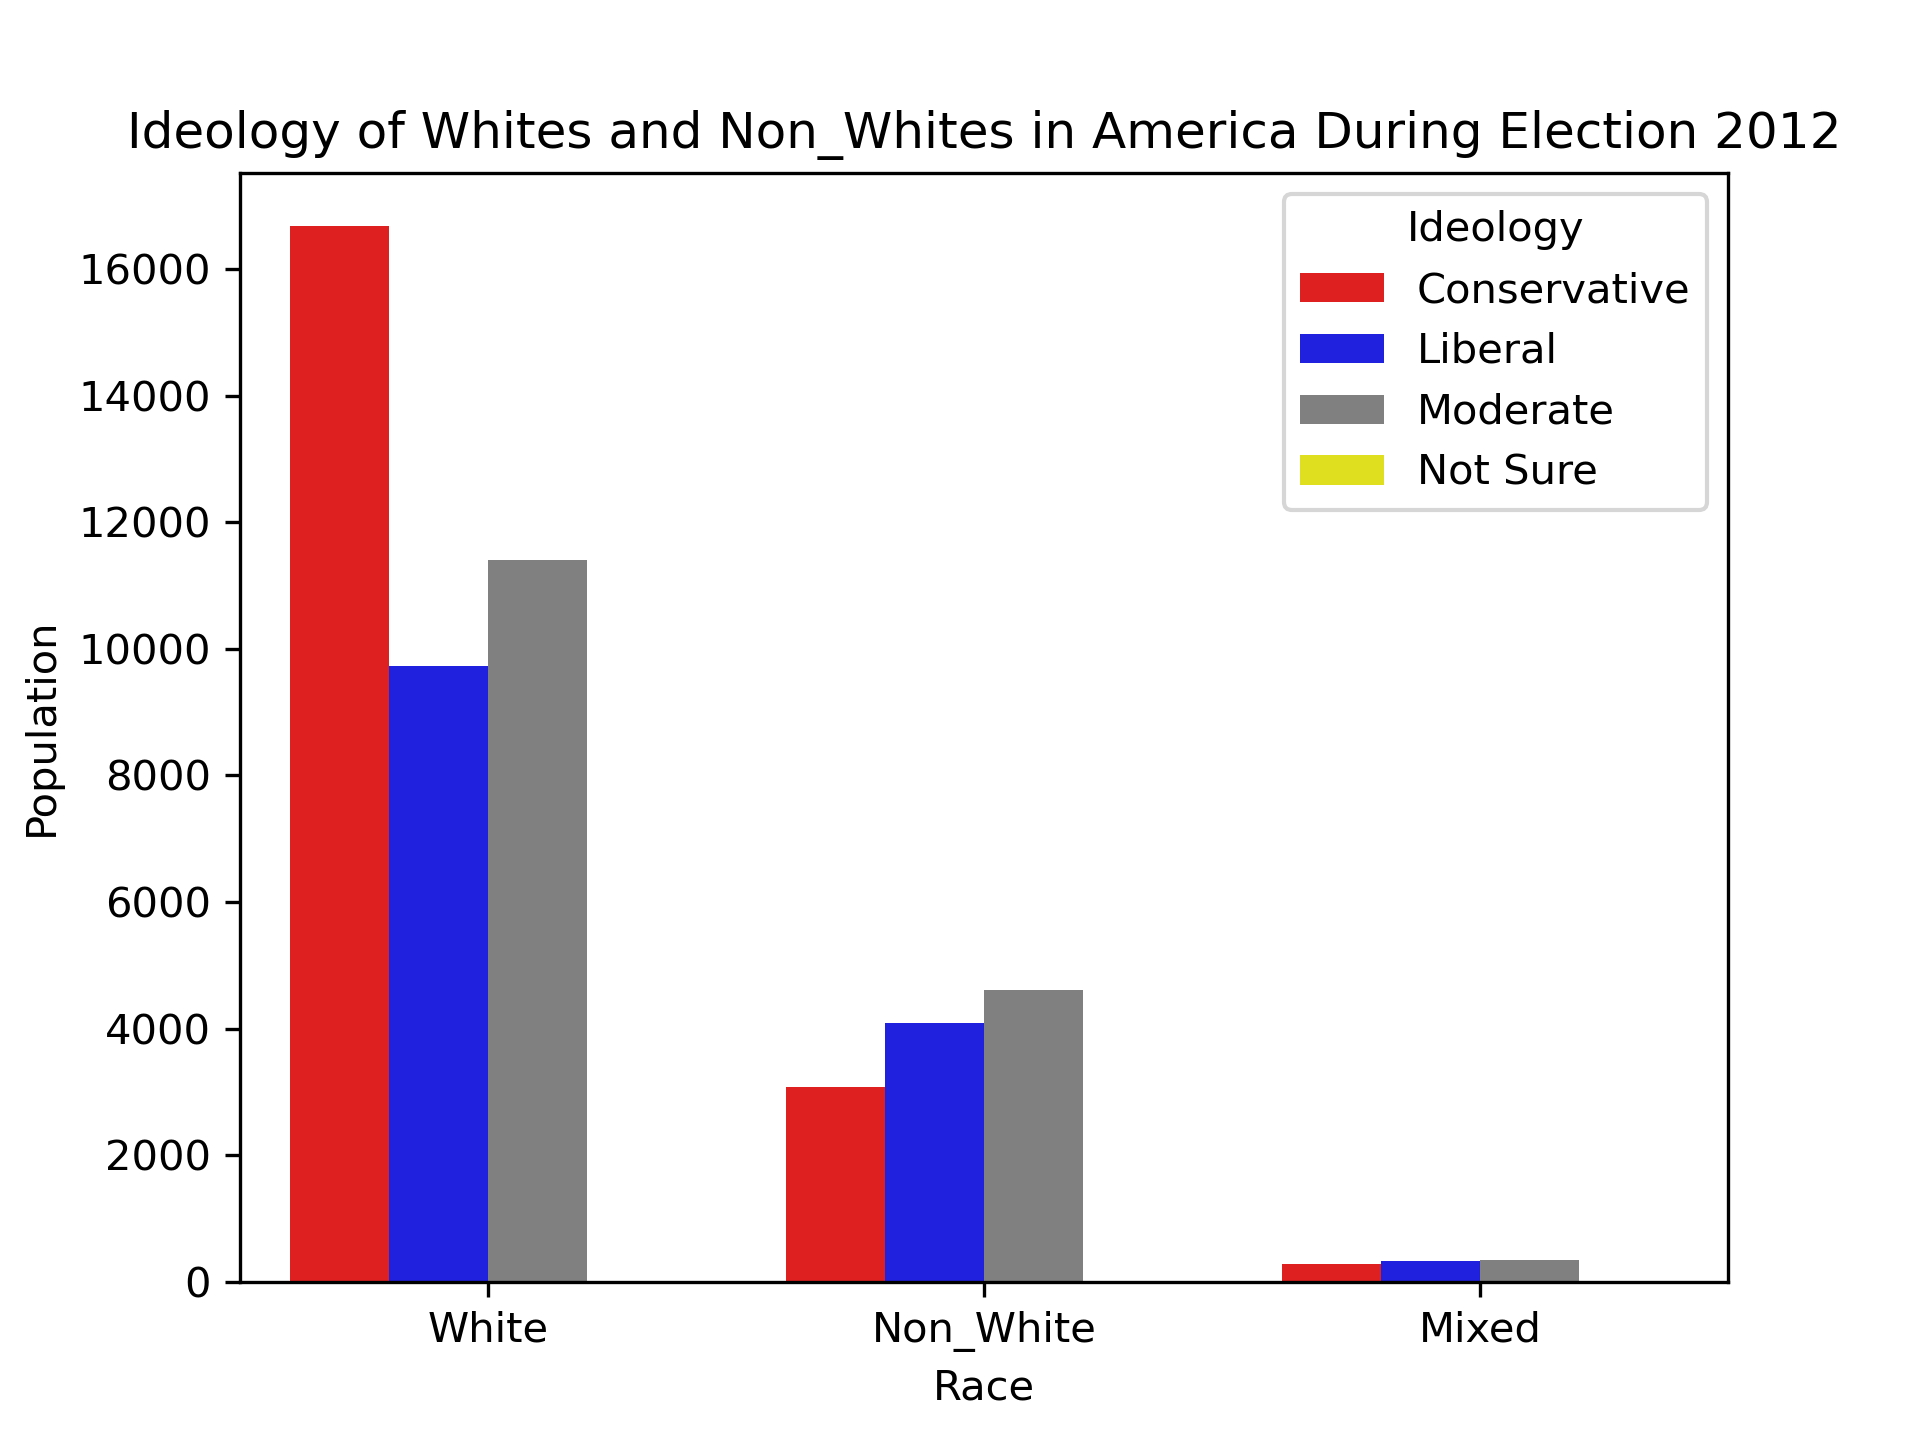 Ideology of Whites and Non_Whites in America During Election 2012
Ideology
Conservative
Liberal
Moderate
Not Sure
Population
16000
14000
12000
10000
8000
6000
4000
2000
0
White
Non_White
Mixed
Race